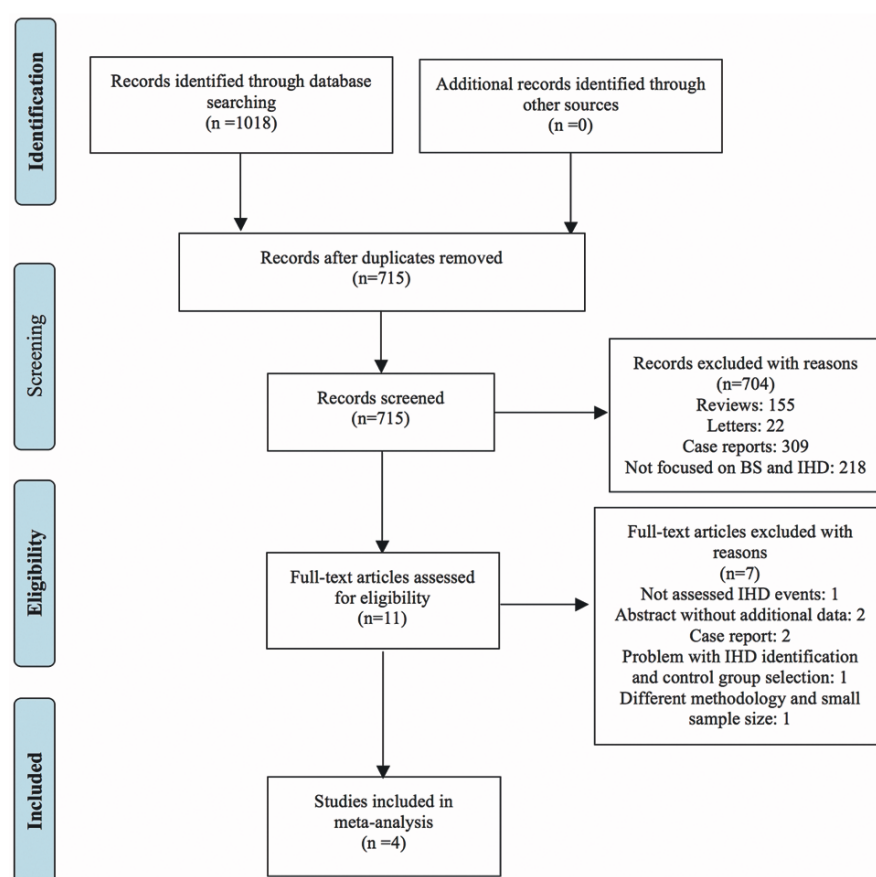 Identification
Records identified through database
searching
(n =1018)
Additional records identified through
other sources
(n =0)
Records after duplicates removed
(n=715)
Screening
Records screened
(n=715)
Records excluded with reasons
(n=704)
Reviews: 155
Letters: 22
Case reports: 309
Not focused on BS and IHD: 218
Eligibility
Full-text articles assessed
for eligibility
(n=11)
Full-text articles excluded with
reasons
(n=7)
Not assessed IHD events: 1
Abstract without additional data: 2
Case report: 2
Problem with IHD identification
and control group selection: 1
Different methodology and small
sample size: 1
Included
Studies included in
meta-analysis
(n =4)